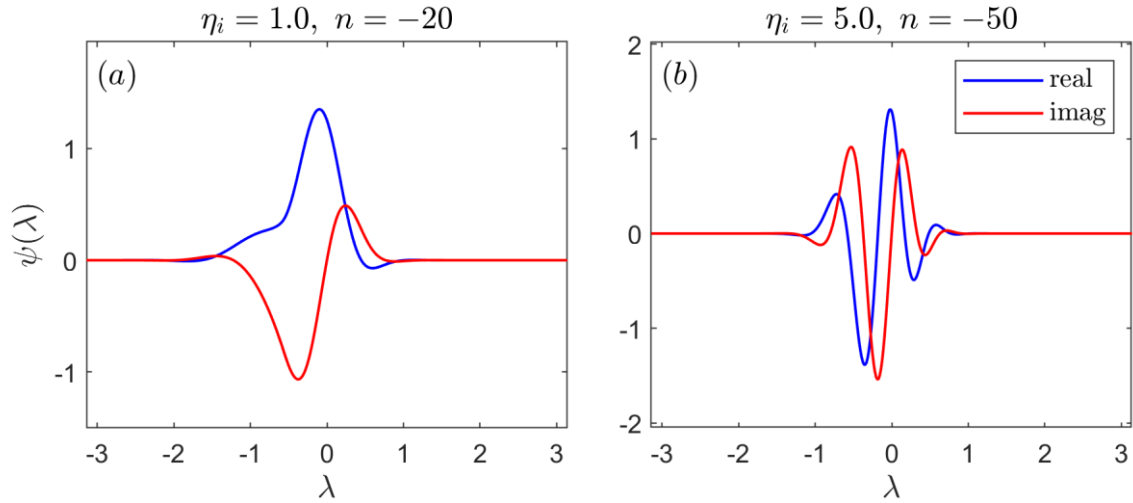 η_i = 1.0, n = −20
(a)
1
0
-1
ψ(λ)
-3 -2 -1 0 1 2 3
λ
η_i = 5.0, n = −50
(b)
real
imag
2
1
0
-1
-2
-3 -2 -1 0 1 2 3
λ